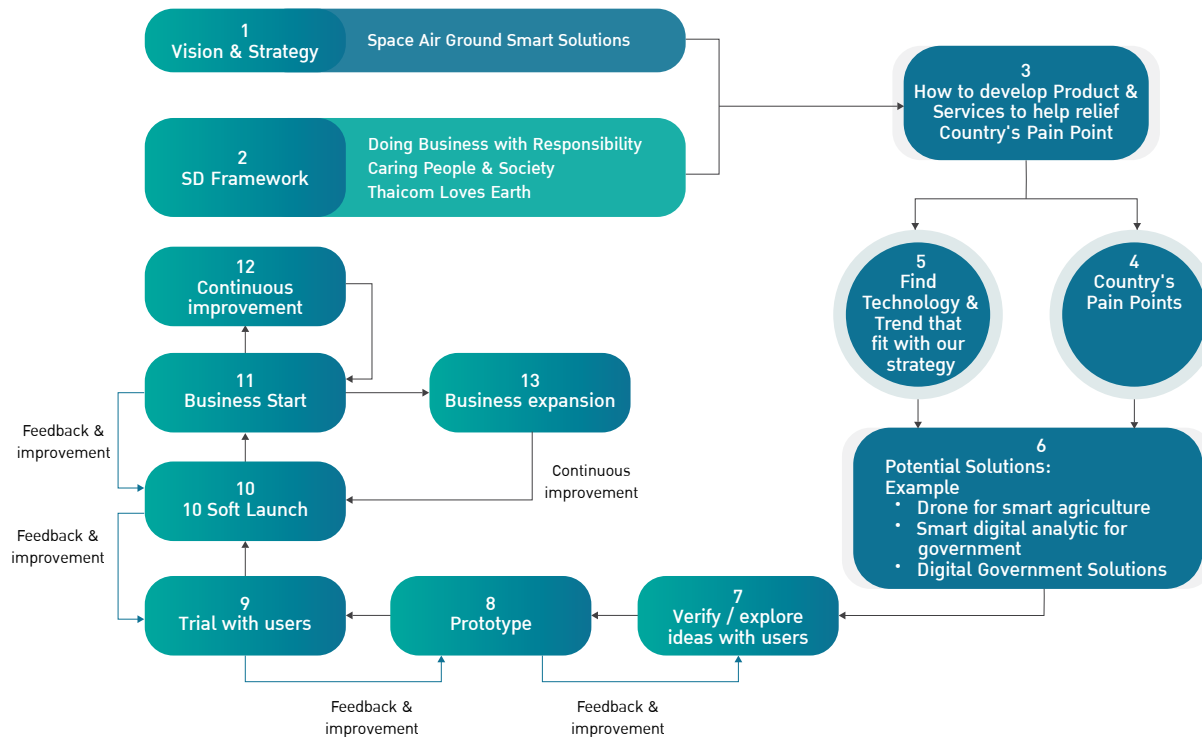 1
Vision & Strategy
Space Air Ground Smart Solutions
2
SD Framework
Doing Business with Responsibility
Caring People & Society
Thaicom Loves Earth
3
How to develop Product &
Services to help relief
Country's Pain Point
4
Country's
Pain Points
5
Find
Technology &
Trend that
fit with our
strategy
6
Potential Solutions:
Example
• Drone for smart agriculture
• Smart digital analytic for
government
• Digital Government Solutions
7
Verify / explore
ideas with users
8
Prototype
9
Trial with users
10
10 Soft Launch
11
Business Start
12
Continuous
improvement
13
Business expansion
Continuous
improvement
Feedback &
improvement
Feedback &
improvement
Feedback &
improvement
Feedback &
improvement